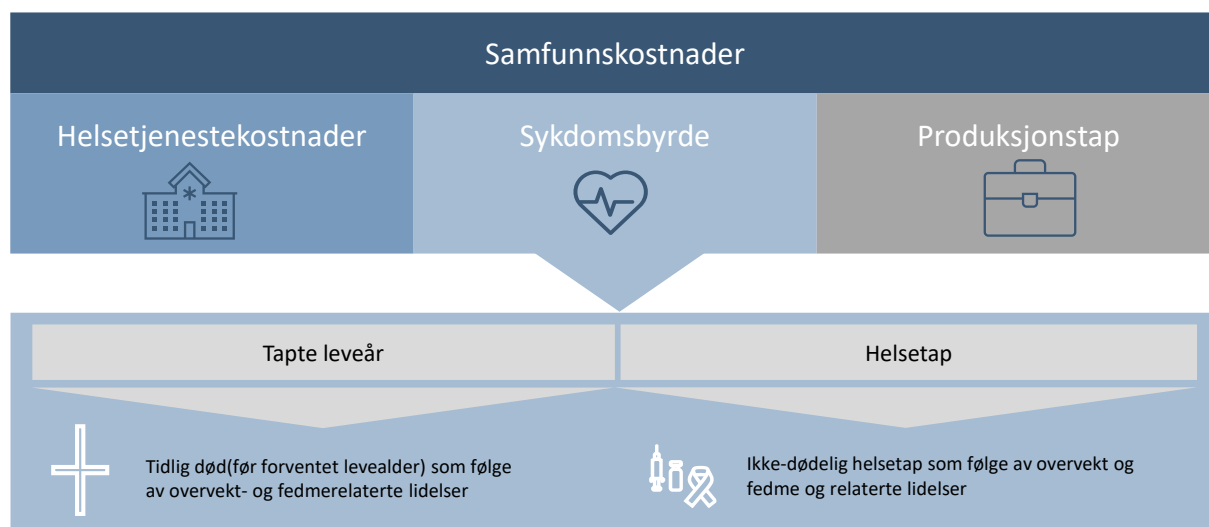 Samfunnskostnader
Helsetjenestekostnader
Sykdomsbyrde
Produksjonstap
Tapte leveår
Helsetap
Tidlig død(før forventet levealder) som følge
av overvekt- og fedmerelaterte lidelser
Ikke-dødelig helsetap som følge av overvekt og
fedme og relaterte lidelser